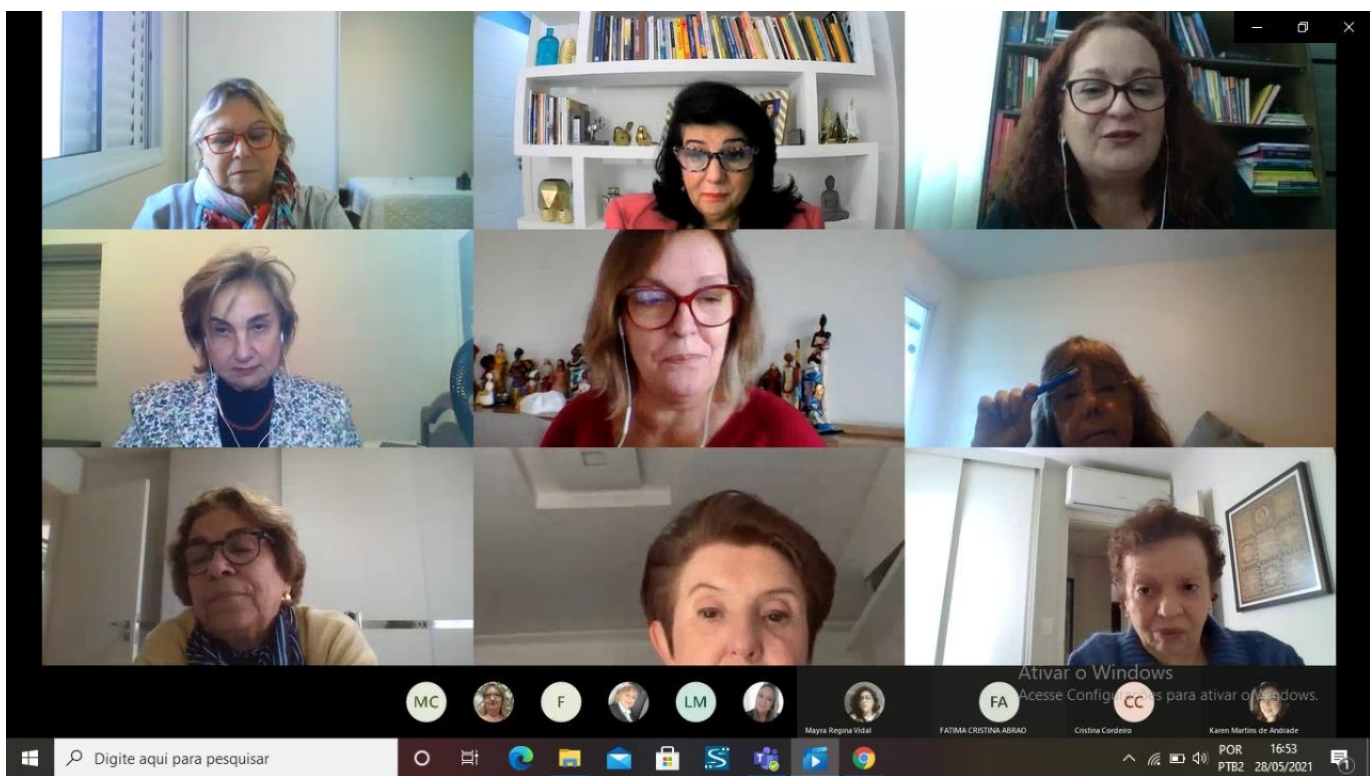 Ativar o Windows
Acesse Configurações para ativar o Windows.
MC
F
LM
FA
CC
Mayra Regina Vidal
FATIMA CRISTINA ABRAO
Cristina Cordeiro
Karen Martins de Andrade
Digite aqui para pesquisar
POR
PTB2
16:53
28/05/2021
1